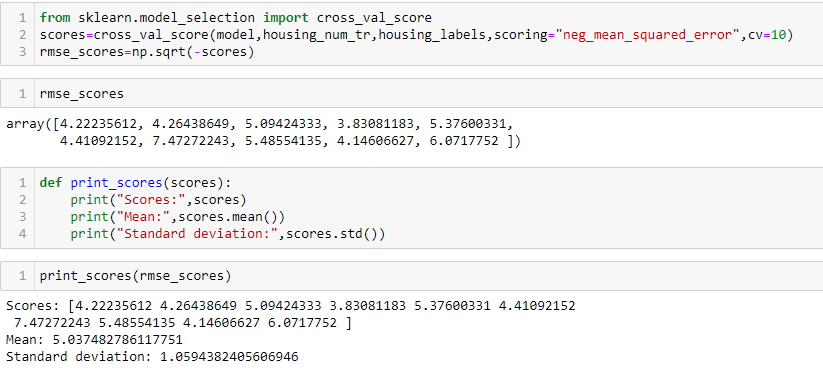 1 from sklearn.model_selection import cross_val_score
2 scores=cross_val_score(model,housing_num_tr,housing_labels,scoring="neg_mean_squared_error",cv=10)
3 rmse_scores=np.sqrt(-scores)
1 rmse_scores
array([4.22235612, 4.26438649, 5.09424333, 3.83081183, 5.37600331,
4.41092152, 7.47272243, 5.48554135, 4.14606627, 6.0717752 ])
1 def print_scores(scores):
2     print("Scores:",scores)
3     print("Mean:",scores.mean())
4     print("Standard deviation:",scores.std())
1 print_scores(rmse_scores)
Scores: [4.22235612 4.26438649 5.09424333 3.83081183 5.37600331 4.41092152
7.47272243 5.48554135 4.14606627 6.0717752 ]
Mean: 5.037482786117751
Standard deviation: 1.0594382405606946